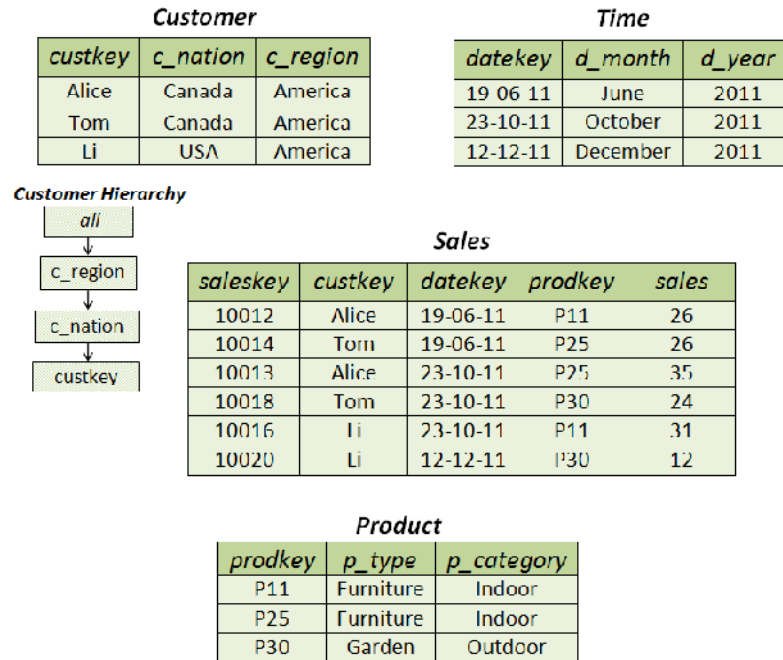 Customer
custkey c_nation c_region
Alice Canada America
Tom Canada America
Li USA America
Time
datekey d_month d_year
19-06-11 June 2011
23-10-11 October 2011
12-12-11 December 2011
Customer Hierarchy
all
c_region
c_nation
custkey
Sales
saleskey custkey datekey prodkey sales
10012 Alice 19-06-11 P11 26
10014 Tom 19-06-11 P25 26
10013 Alice 23-10-11 P25 35
10018 Tom 23-10-11 P30 24
10016 Li 23-10-11 P11 31
10020 Li 12-12-11 P30 12
Product
prodkey p_type p_category
P11 Furniture Indoor
P25 Furniture Indoor
P30 Garden Outdoor